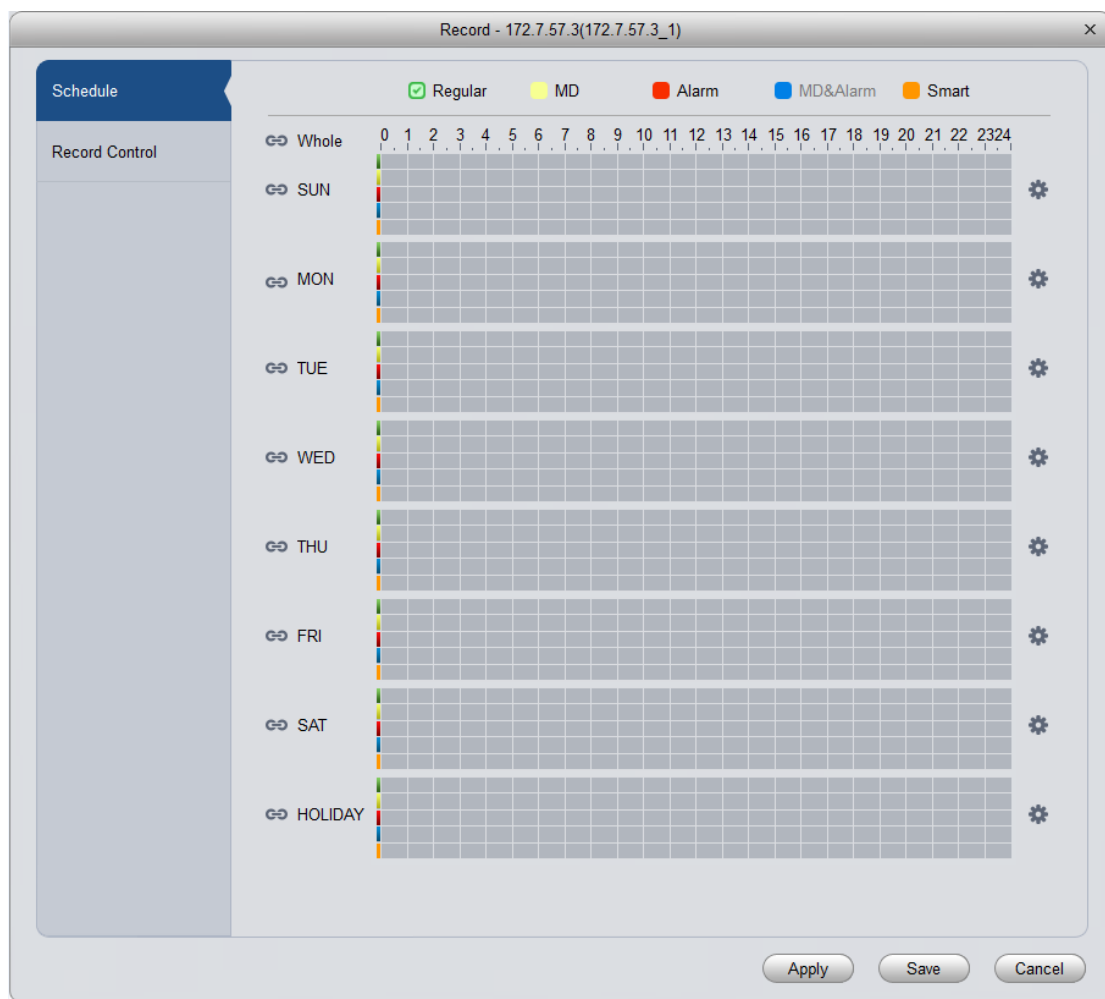 Record - 172.7.57.3(172.7.57.3_1)
Schedule
Regular MD Alarm MD&Alarm Smart
Record Control
Whole 0 1 2 3 4 5 6 7 8 9 10 11 12 13 14 15 16 17 18 19 20 21 22 23 24
SUN
MON
TUE
WED
THU
FRI
SAT
HOLIDAY
Apply Save Cancel